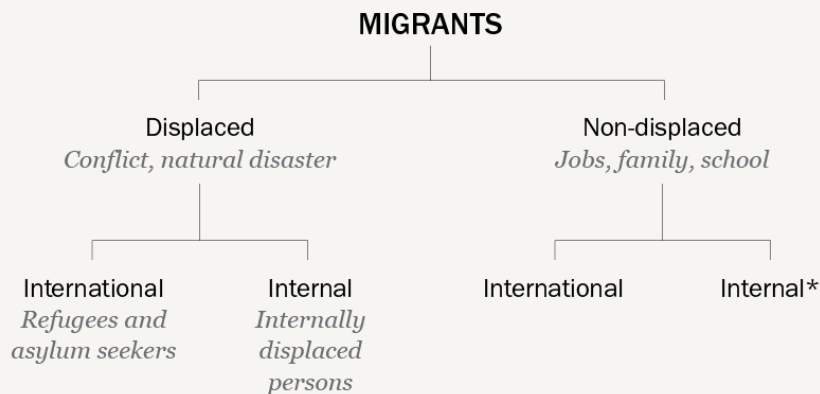 MIGRANTS
Displaced
Conflict, natural disaster
Non-displaced
Jobs, family, school
International
Refugees and
asylum seekers
Internal
Internally
displaced
persons
International
Internal*